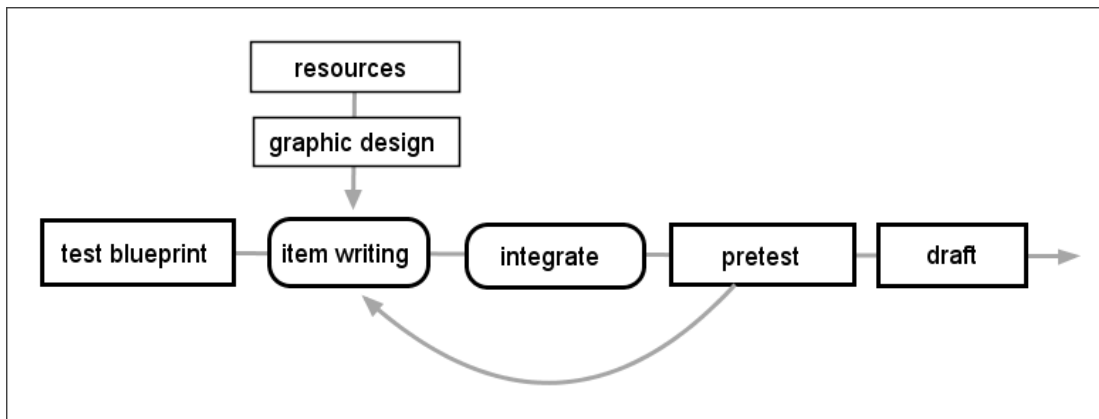 resources
graphic design
test blueprint
item writing
integrate
pretest
draft